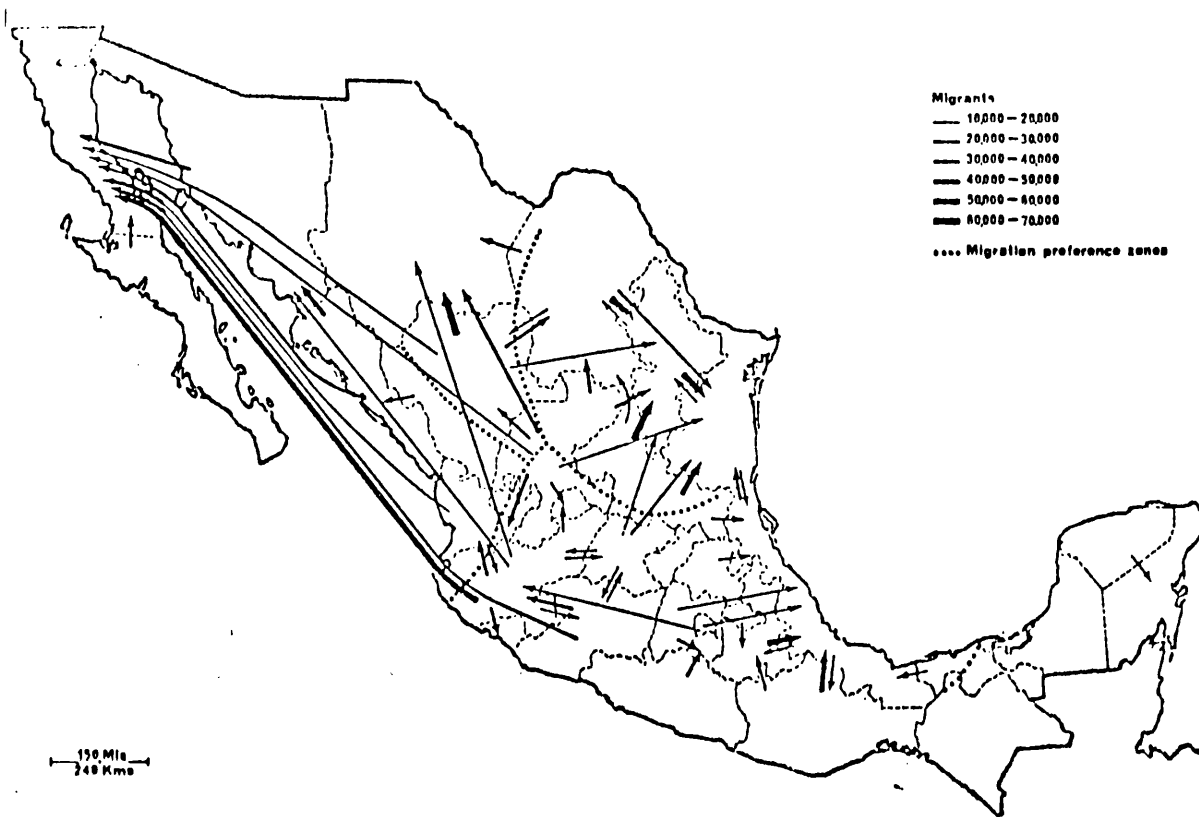 Migrants
10,000 – 20,000
20,000 – 30,000
30,000 – 40,000
40,000 – 50,000
50,000 – 60,000
60,000 – 70,000
•••• Migration preference zones
150 Mls
240 Kms